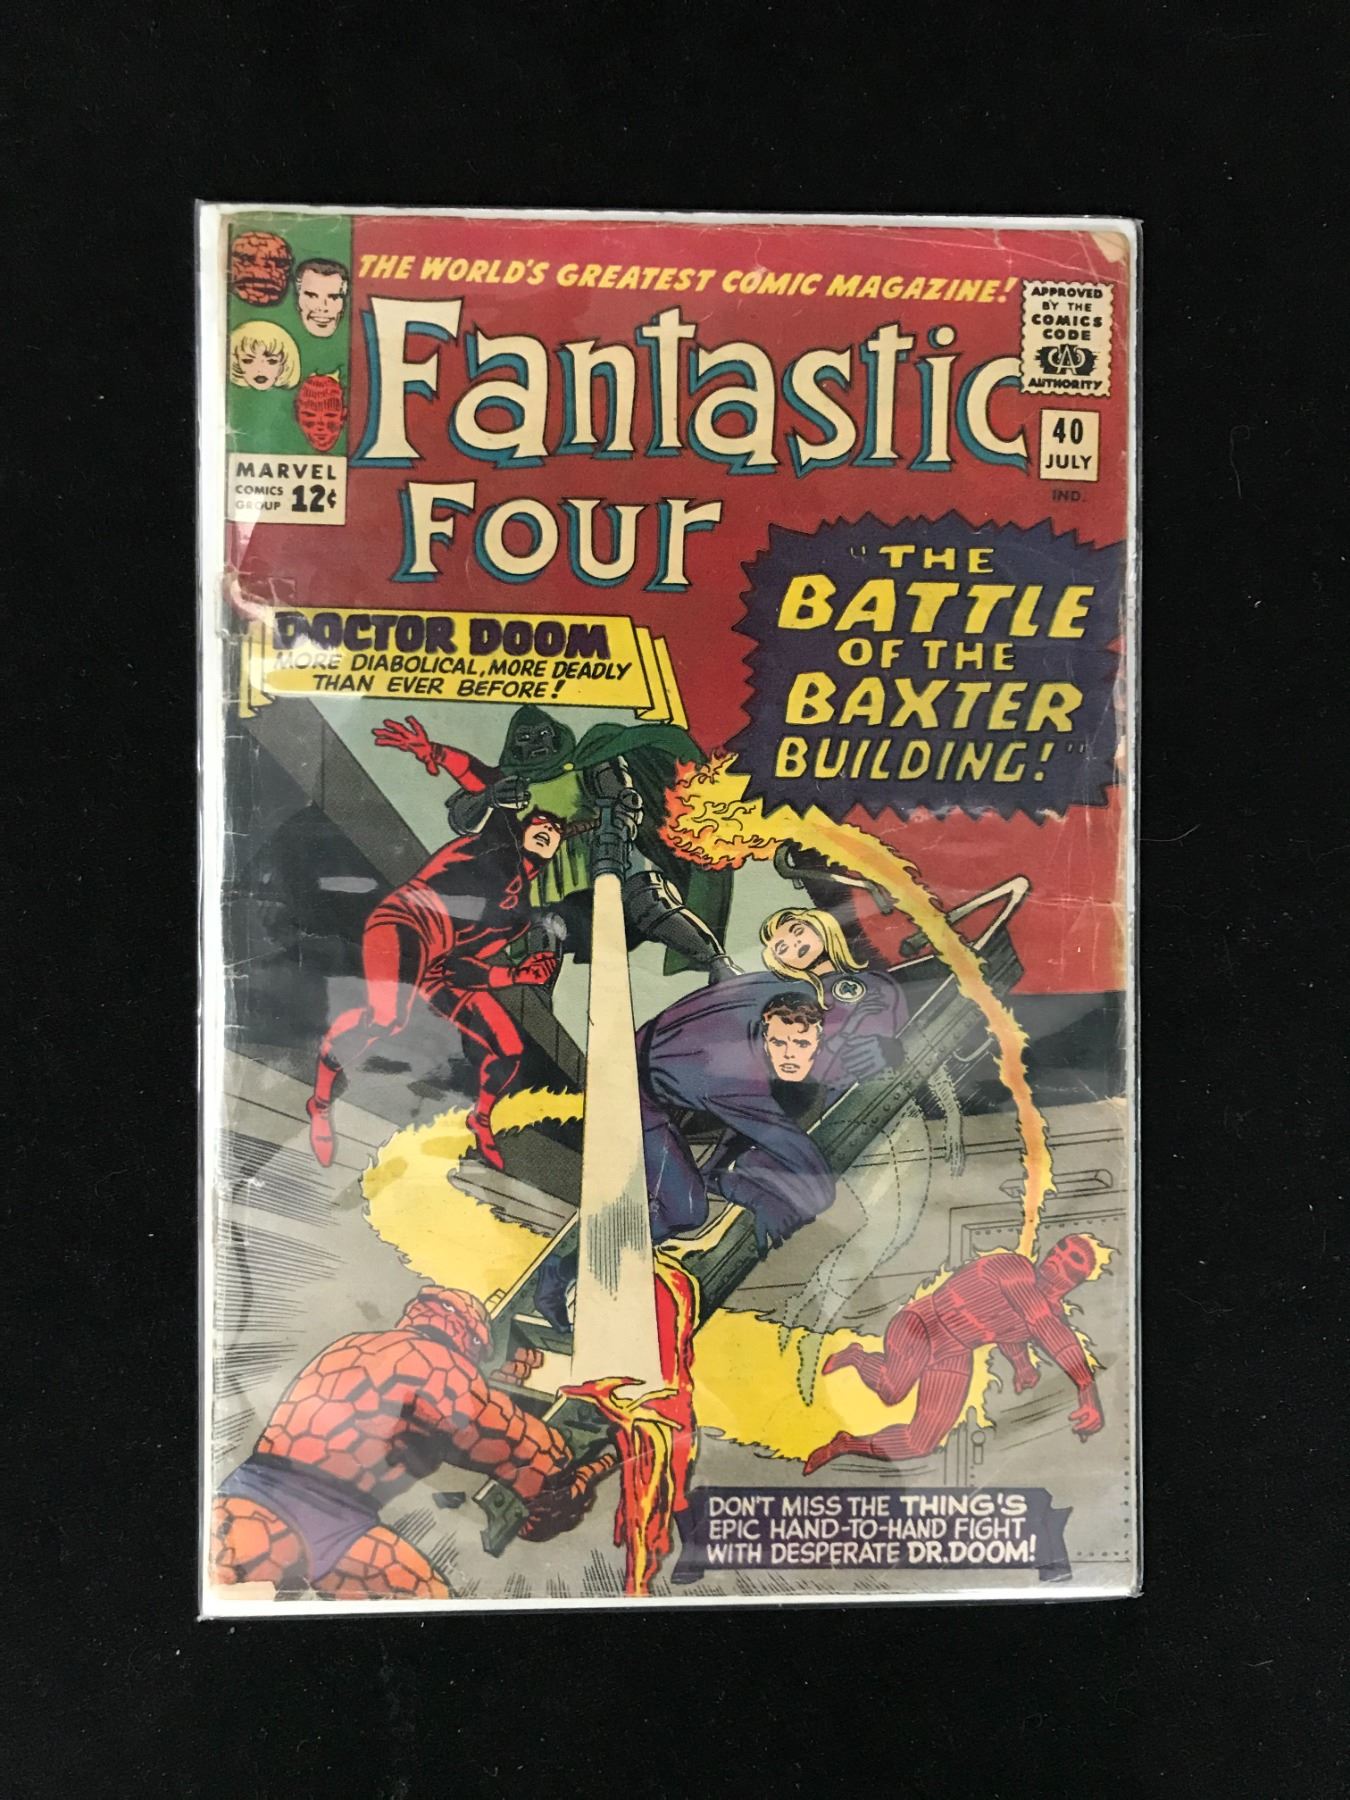 THE WORLD'S GREATEST COMIC MAGAZINE!
Fantastic
Four
APPROVED
BY THE
COMICS
CODE
CA
AUTHORITY
40
JULY
IND.
MARVEL
COMICS
GROUP 12¢
DOCTOR DOOM
MORE DIABOLICAL, MORE DEADLY
THAN EVER BEFORE!
"THE
BATTLE
OF THE
BAXTER
BUILDING!"
DD
4
DON'T MISS THE THING'S
EPIC HAND-TO-HAND FIGHT
WITH DESPERATE DR. DOOM!